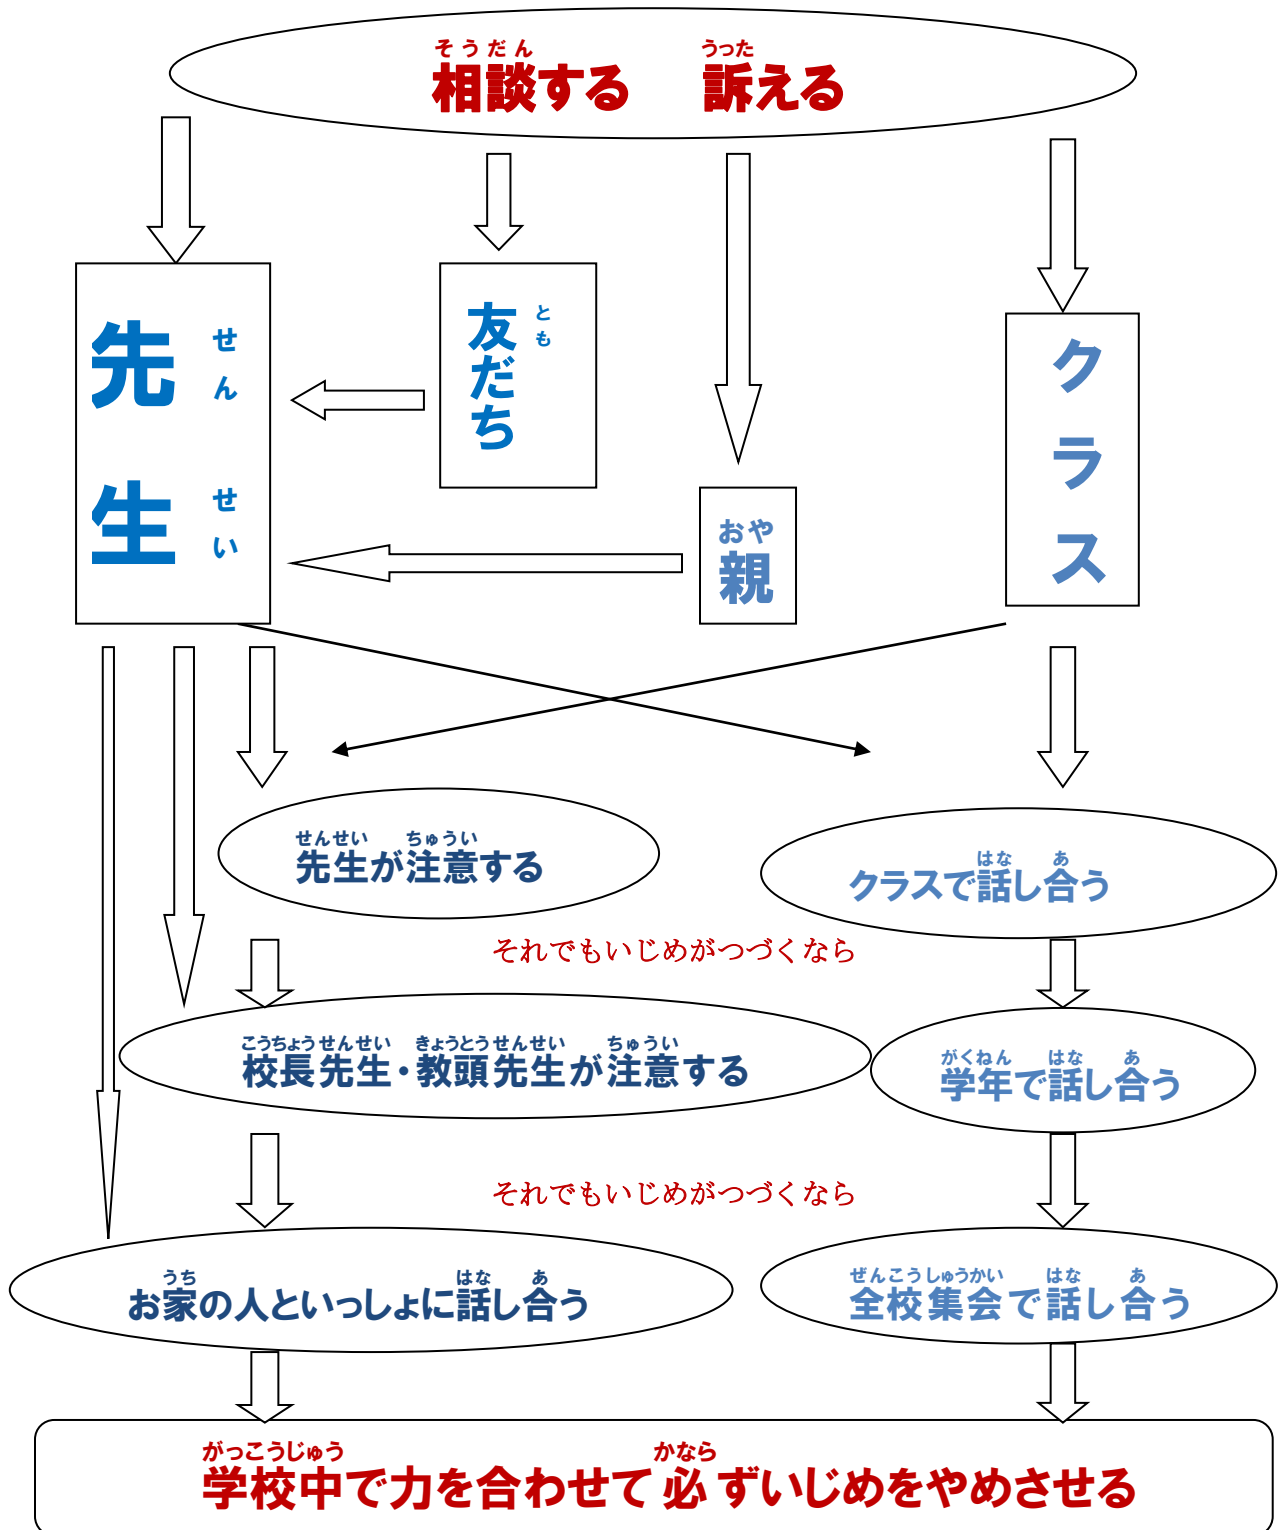 そうだん うった
相談する 訴える
せんせい
先生
とも
友だち
おや
親
クラス
せんせい ちゅうい
先生が注意する
はな あ
クラスで話し合う
それでもいじめがつづくなら
こうちょうせんせい きょうとうせんせい ちゅうい
校長先生・教頭先生が注意する
がくねん はな あ
学年で話し合う
それでもいじめがつづくなら
うち はな あ
お家の人といっしょに話し合う
ぜんこうしゅうかい はな あ
全校集会で話し合う
がっこうじゅう かなら
学校中で力を合わせて必ずいじめをやめさせる